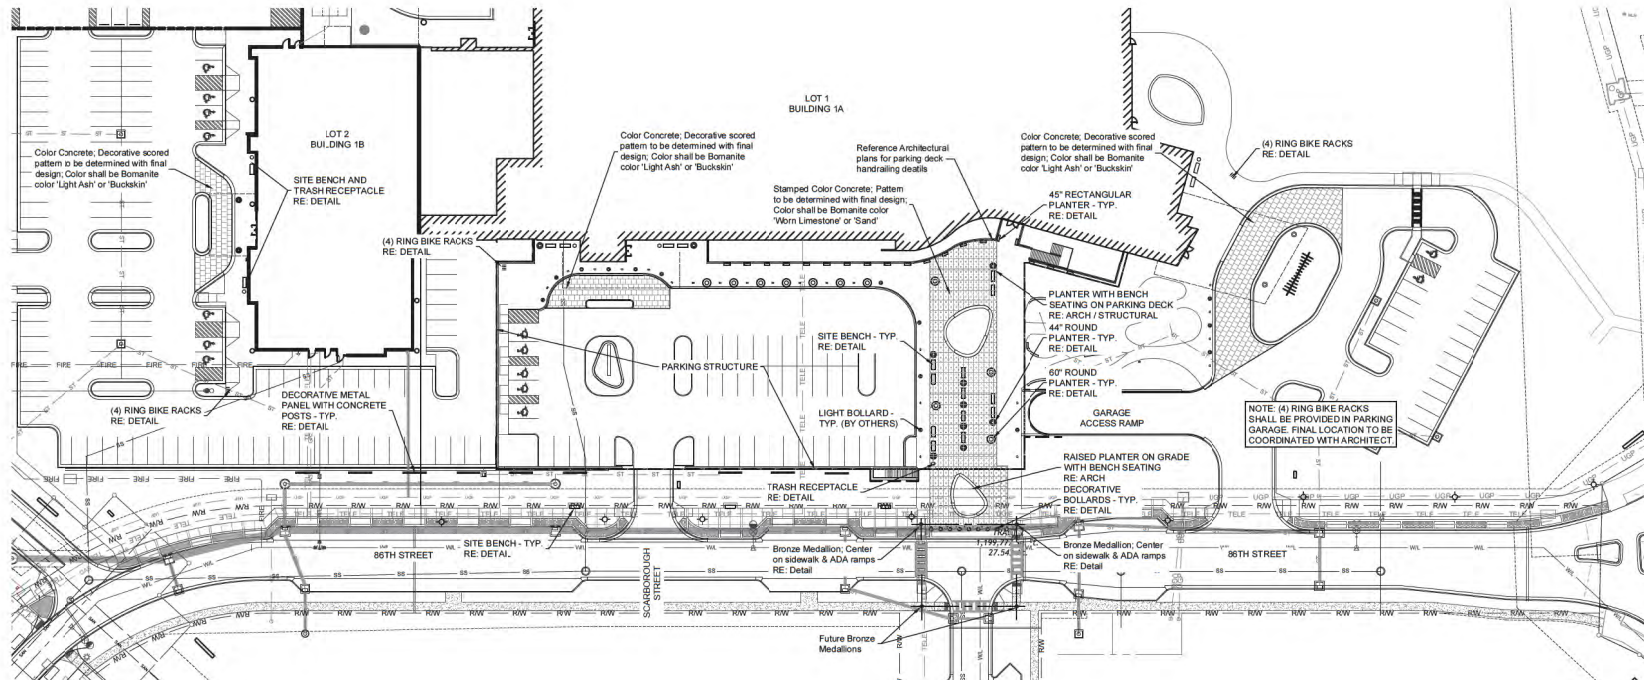 LOT 1
BUILDING 1A
LOT 2
BUILDING 1B
Color Concrete; Decorative scored
pattern to be determined with final
design; Color shall be Bomanite
color 'Light Ash' or 'Buckskin'
SITE BENCH AND
TRASH RECEPTACLE
RE: DETAIL
Color Concrete; Decorative scored
pattern to be determined with final
design; Color shall be Bomanite
color 'Light Ash' or 'Buckskin'
Reference Architectural
plans for parking deck
handrailing deatils
Stamped Color Concrete; Pattern
to be determined with final design;
Color shall be Bomanite color
'Worn Limestone' or 'Sand'
Color Concrete; Decorative scored
pattern to be determined with final
design; Color shall be Bomanite
color 'Light Ash' or 'Buckskin'
(4) RING BIKE RACKS
RE: DETAIL
45" RECTANGULAR
PLANTER - TYP.
RE: DETAIL
(4) RING BIKE RACKS
RE: DETAIL
PLANTER WITH BENCH
SEATING ON PARKING DECK
RE: ARCH / STRUCTURAL
44" ROUND
PLANTER - TYP.
RE: DETAIL
60" ROUND
PLANTER - TYP.
RE: DETAIL
SITE BENCH - TYP.
RE: DETAIL
PARKING STRUCTURE
LIGHT BOLLARD -
TYP. (BY OTHERS)
DECORATIVE METAL
PANEL WITH CONCRETE
POSTS - TYP.
RE: DETAIL
(4) RING BIKE RACKS
RE: DETAIL
GARAGE
ACCESS RAMP
NOTE: (4) RING BIKE RACKS
SHALL BE PROVIDED IN PARKING
GARAGE. FINAL LOCATION TO BE
COORDINATED WITH ARCHITECT.
RAISED PLANTER ON GRADE
WITH BENCH SEATING
RE: ARCH
DECORATIVE
BOLLARDS - TYP.
RE: DETAIL
TRASH RECEPTACLE
RE: DETAIL
SITE BENCH - TYP.
RE: DETAIL
86TH STREET
SCARBOROUGH
STREET
Bronze Medallion; Center
on sidewalk & ADA ramps
RE: Detail
Bronze Medallion; Center
on sidewalk & ADA ramps
RE: Detail
86TH STREET
Future Bronze
Medallions
FIRE FIRE FIRE FIRE FIRE
TELE
UGP
R/W
SS
ST
W/L